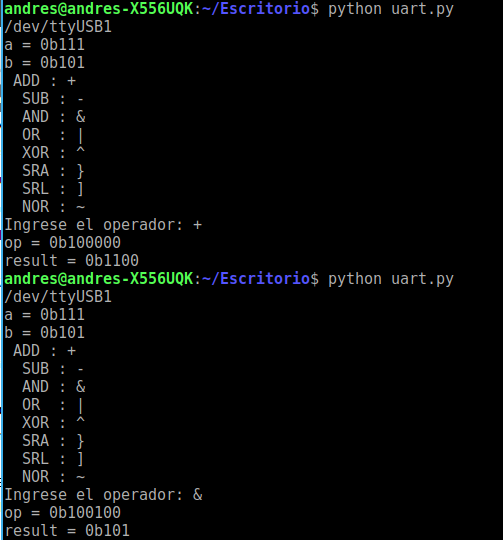 andres@andres-X556UQK:~/Escritorio$ python uart.py
/dev/ttyUSB1
a = 0b111
b = 0b101
 ADD : +
  SUB : -
  AND : &
  OR  : |
  XOR : ^
  SRA : }
  SRL : ]
  NOR : ~
Ingrese el operador: +
op = 0b100000
result = 0b1100
andres@andres-X556UQK:~/Escritorio$ python uart.py
/dev/ttyUSB1
a = 0b111
b = 0b101
 ADD : +
  SUB : -
  AND : &
  OR  : |
  XOR : ^
  SRA : }
  SRL : ]
  NOR : ~
Ingrese el operador: &
op = 0b100100
result = 0b101